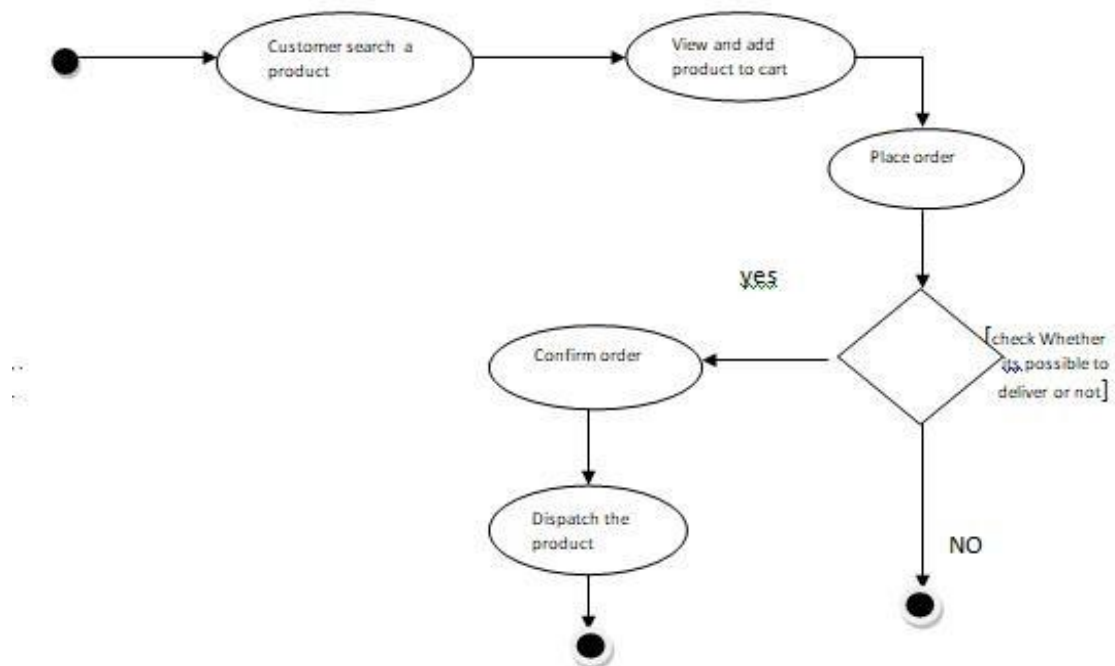 Customer search a
product
View and add
product to cart
Place order
yes
[check Whether
its possible to
deliver or not]
Confirm order
Dispatch the
product
NO